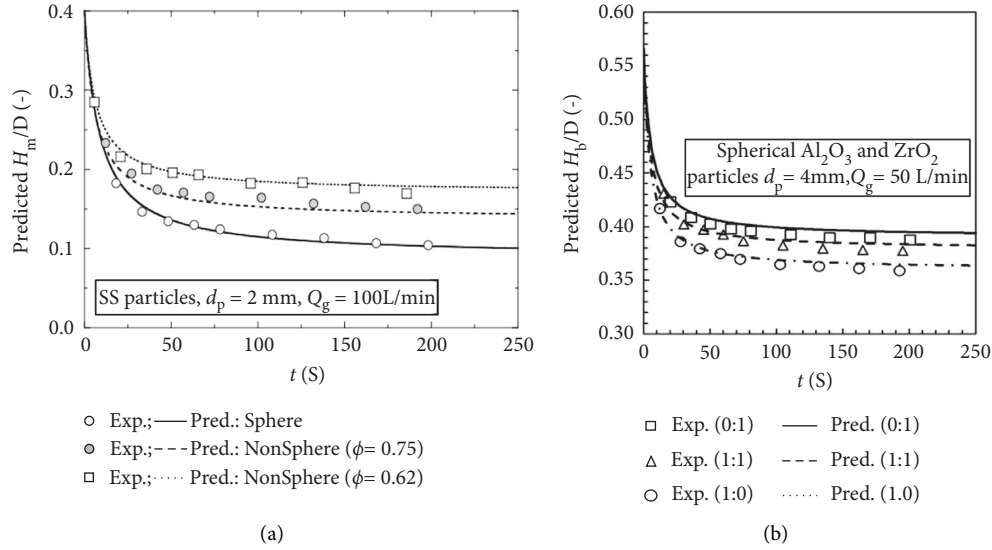 Predicted H_m/D (-)
0.4
0.3
0.2
0.1
0.0
SS particles, d_p = 2 mm, Q_g = 100L/min
0 50 100 150 200 250
t (S)
Exp.; Pred.: Sphere
Exp.; Pred.: NonSphere (ϕ= 0.75)
Exp.; Pred.: NonSphere (ϕ= 0.62)
(a)
Predicted H_b/D (-)
0.60
0.55
0.50
0.45
0.40
0.35
0.30
Spherical Al₂O₃ and ZrO₂
particles d_p = 4mm, Q_g = 50 L/min
0 50 100 150 200 250
t (S)
Exp. (0:1) Pred. (0:1)
Exp. (1:1) Pred. (1:1)
Exp. (1:0) Pred. (1.0)
(b)